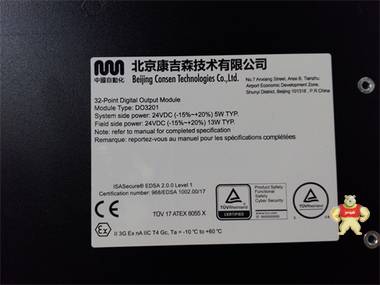 中國自動化
北京康吉森技术有限公司
Beijing Consen Technologies Co.,Ltd.
No.7 Anxiang Street, Area B, Tianzhu
Airport Economic Development Zone,
Shunyi District, Beijing 101318 , P.R China
32-Point Digital Output Module
Module Type: DO3201
System side power: 24VDC (-15%~+20%) 5W TYP.
Field side power: 24VDC (-15%~+20%) 13W TYP.
Note: refer to manual for completed specification
Remarque: reportez-vous au manuel pour les spécifications complétées
ISASecure® EDSA 2.0.0 Level 1
Certification number: 968/EDSA 1002.00/17
TÜV 17 ATEX 8055 X
II 3G Ex nA IIC T4 Gc, Ta = -10 °C to +60 °C
TÜVRheinland
CERTIFIED
TÜVRheinland
Functional
Safety
Cyber Security